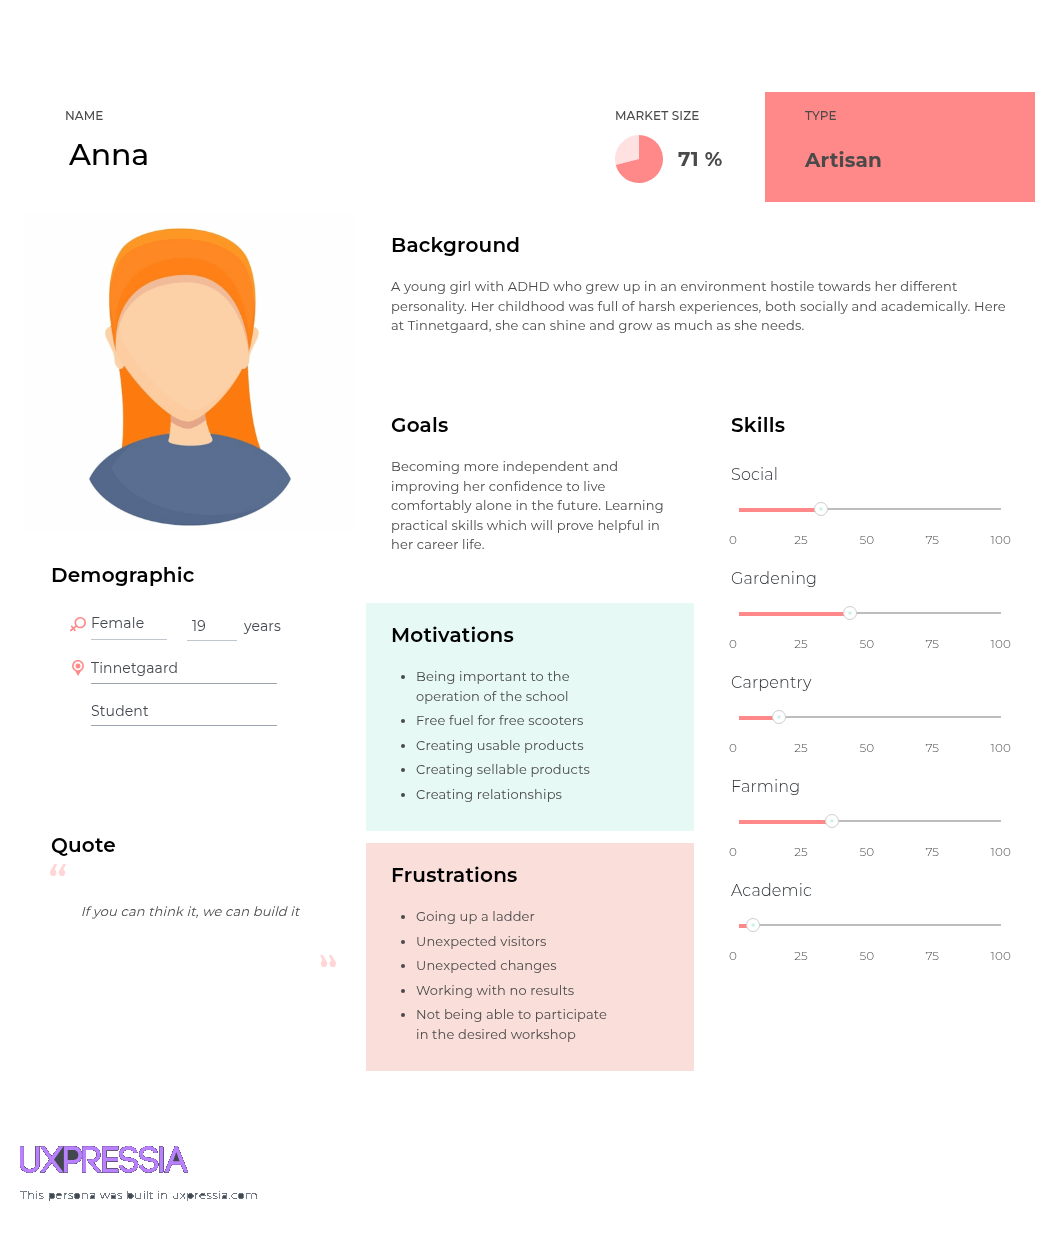 NAME
Anna
MARKET SIZE
71 %
TYPE
Artisan
Background
A young girl with ADHD who grew up in an environment hostile towards her different
personality. Her childhood was full of harsh experiences, both socially and academically. Here
at Tinnetgaard, she can shine and grow as much as she needs.
Goals
Becoming more independent and
improving her confidence to live
comfortably alone in the future. Learning
practical skills which will prove helpful in
her career life.
Skills
Social
0 25 50 75 100
Gardening
0 25 50 75 100
Carpentry
0 25 50 75 100
Farming
0 25 50 75 100
Academic
0 25 50 75 100
Demographic
Female 19 years
Tinnetgaard
Student
Motivations
• Being important to the
operation of the school
• Free fuel for free scooters
• Creating usable products
• Creating sellable products
• Creating relationships
Quote
“
If you can think it, we can build it
”
Frustrations
• Going up a ladder
• Unexpected visitors
• Unexpected changes
• Working with no results
• Not being able to participate
in the desired workshop
UXPRESSIA
This persona was built in uxpressia.com